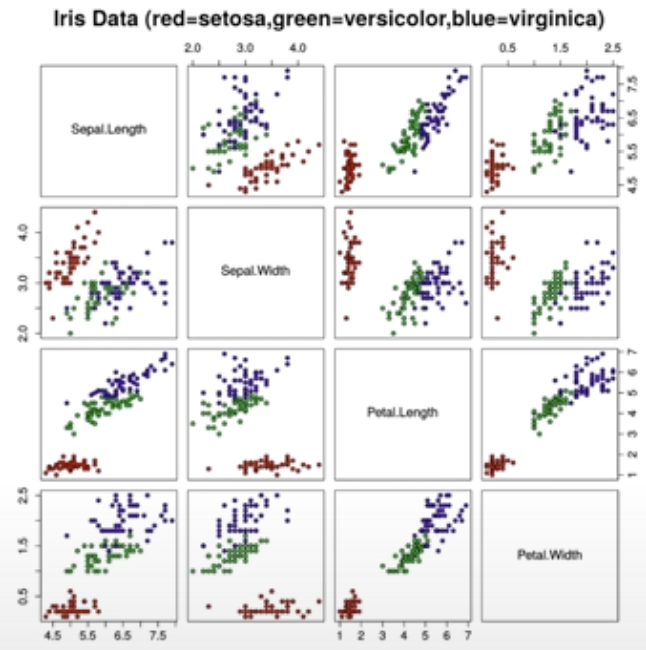 Iris Data (red=setosa,green=versicolor,blue=virginica)
2.0 3.0 4.0
0.5 1.5 2.5
Sepal.Length
4.5 5.5 6.5 7.5
2.0 3.0 4.0
Sepal.Width
Petal.Length
1 2 3 4 5 6 7
0.5 1.5 2.5
Petal.Width
4.5 5.5 6.5 7.5
1 2 3 4 5 6 7